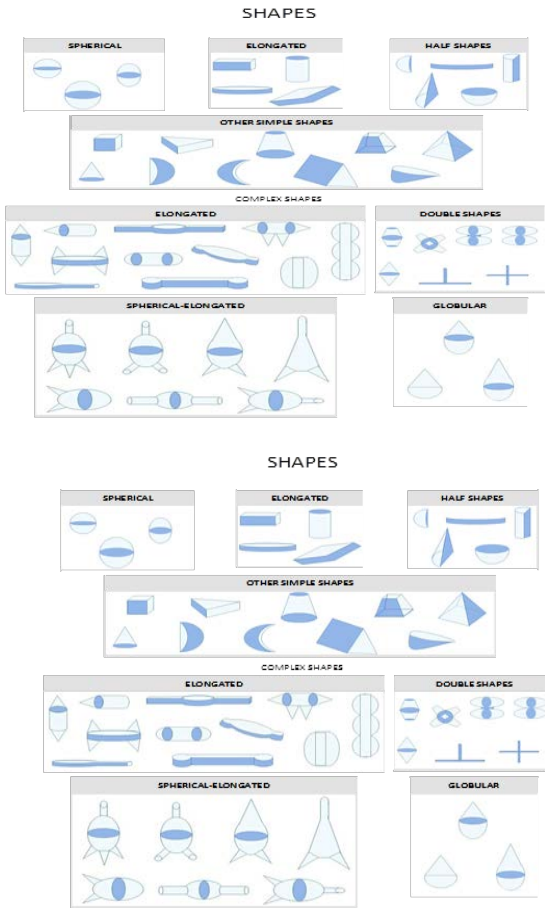 SHAPES
SPHERICAL
ELONGATED
HALF SHAPES
OTHER SIMPLE SHAPES
COMPLEX SHAPES
ELONGATED
DOUBLE SHAPES
SPHERICAL-ELONGATED
GLOBULAR
SHAPES
SPHERICAL
ELONGATED
HALF SHAPES
OTHER SIMPLE SHAPES
COMPLEX SHAPES
ELONGATED
DOUBLE SHAPES
SPHERICAL-ELONGATED
GLOBULAR